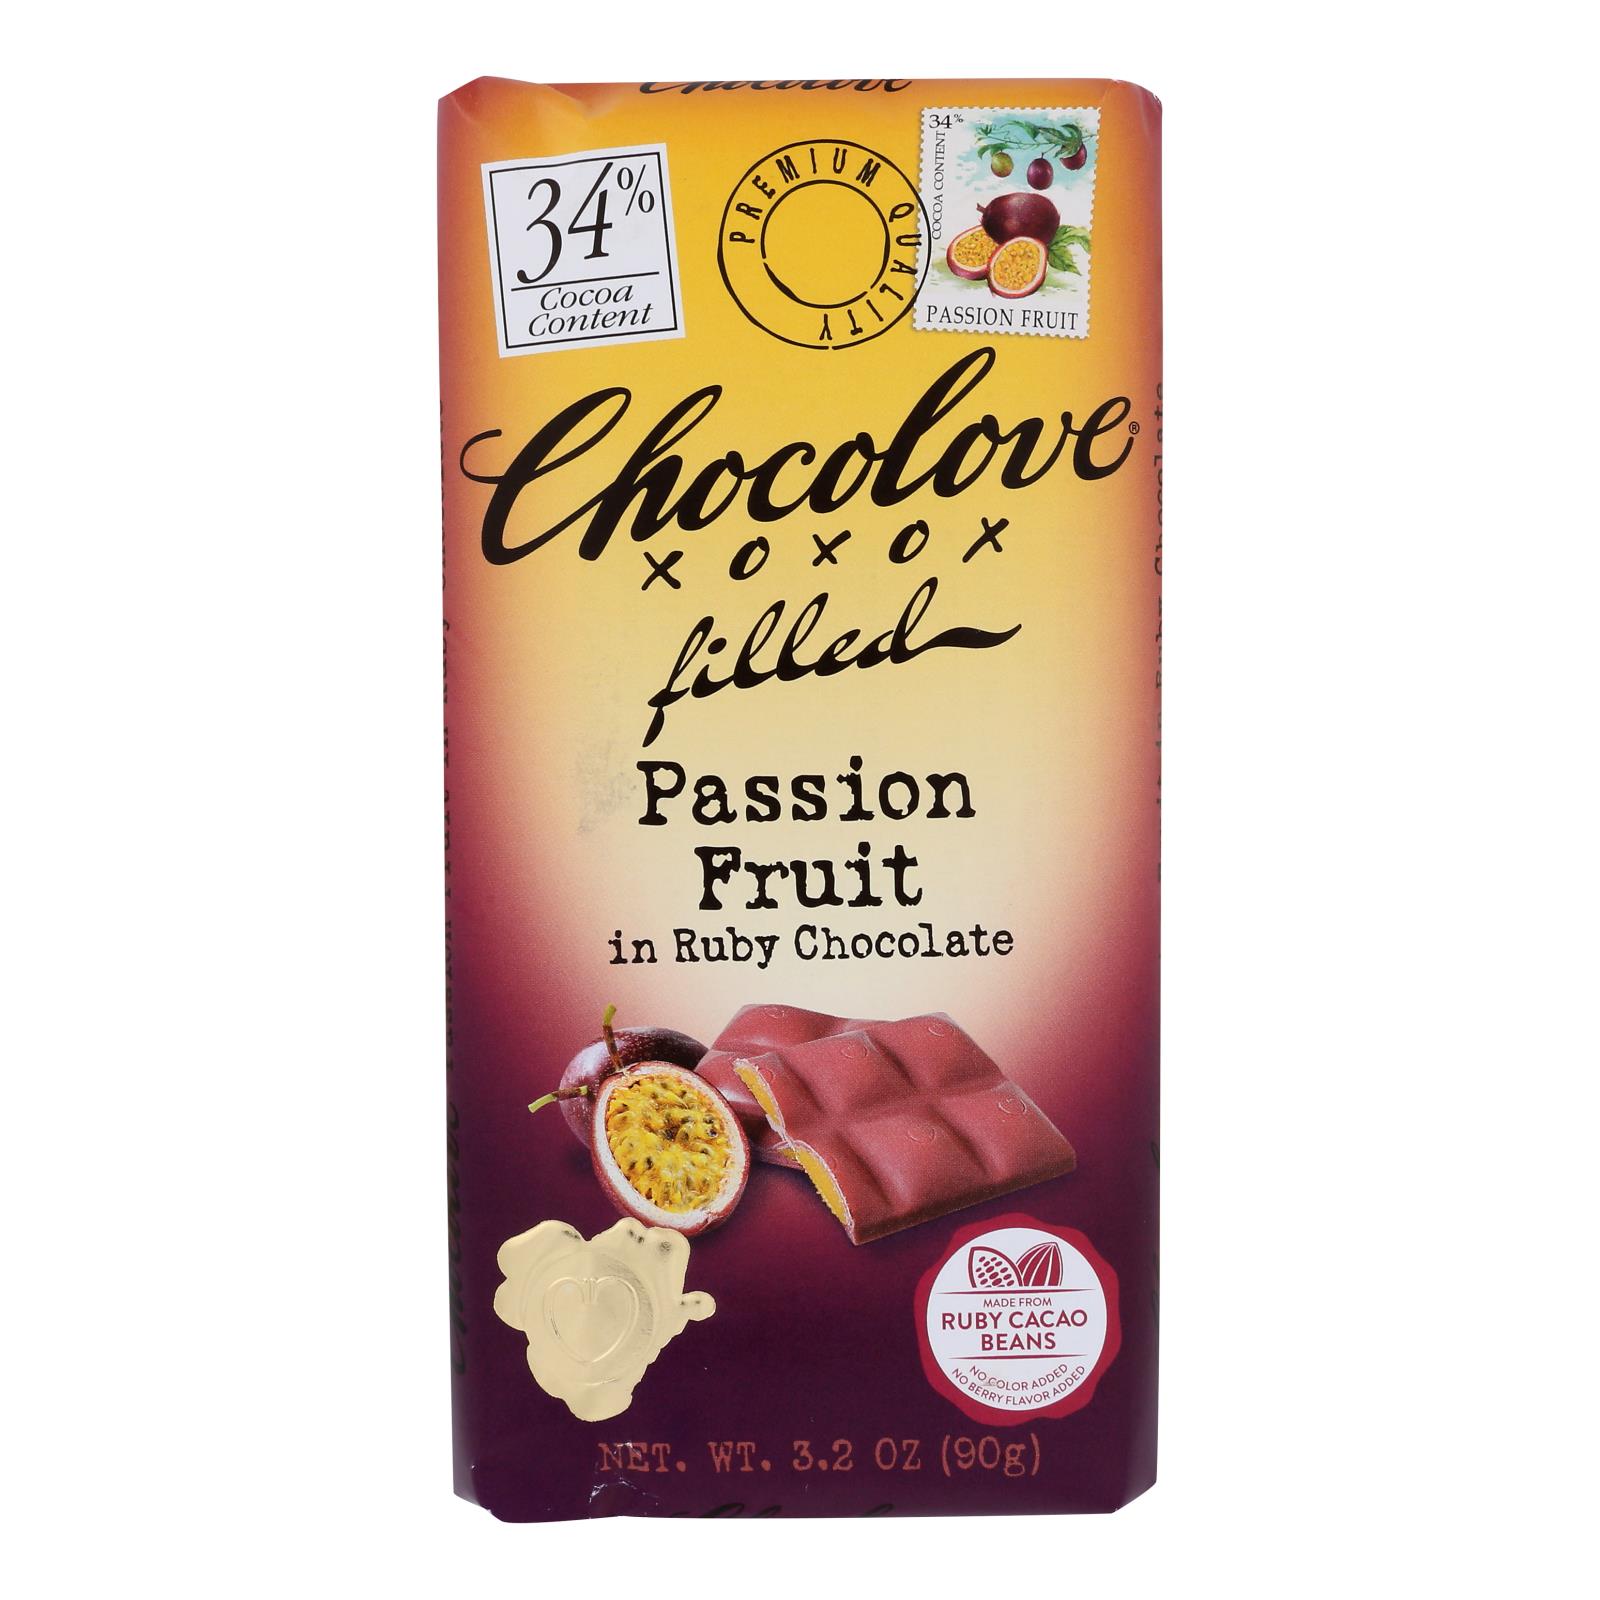 Chocolove
34%
Cocoa
Content
PREMIUM QUALITY
34%
COCOA CONTENT
PASSION FRUIT
Chocolove®
xoxox
filled
Passion
Fruit
in Ruby Chocolate
MADE FROM
RUBY CACAO
BEANS
NO COLOR ADDED
NO BERRY FLAVOR ADDED
NET. WT. 3.2 OZ (90g)